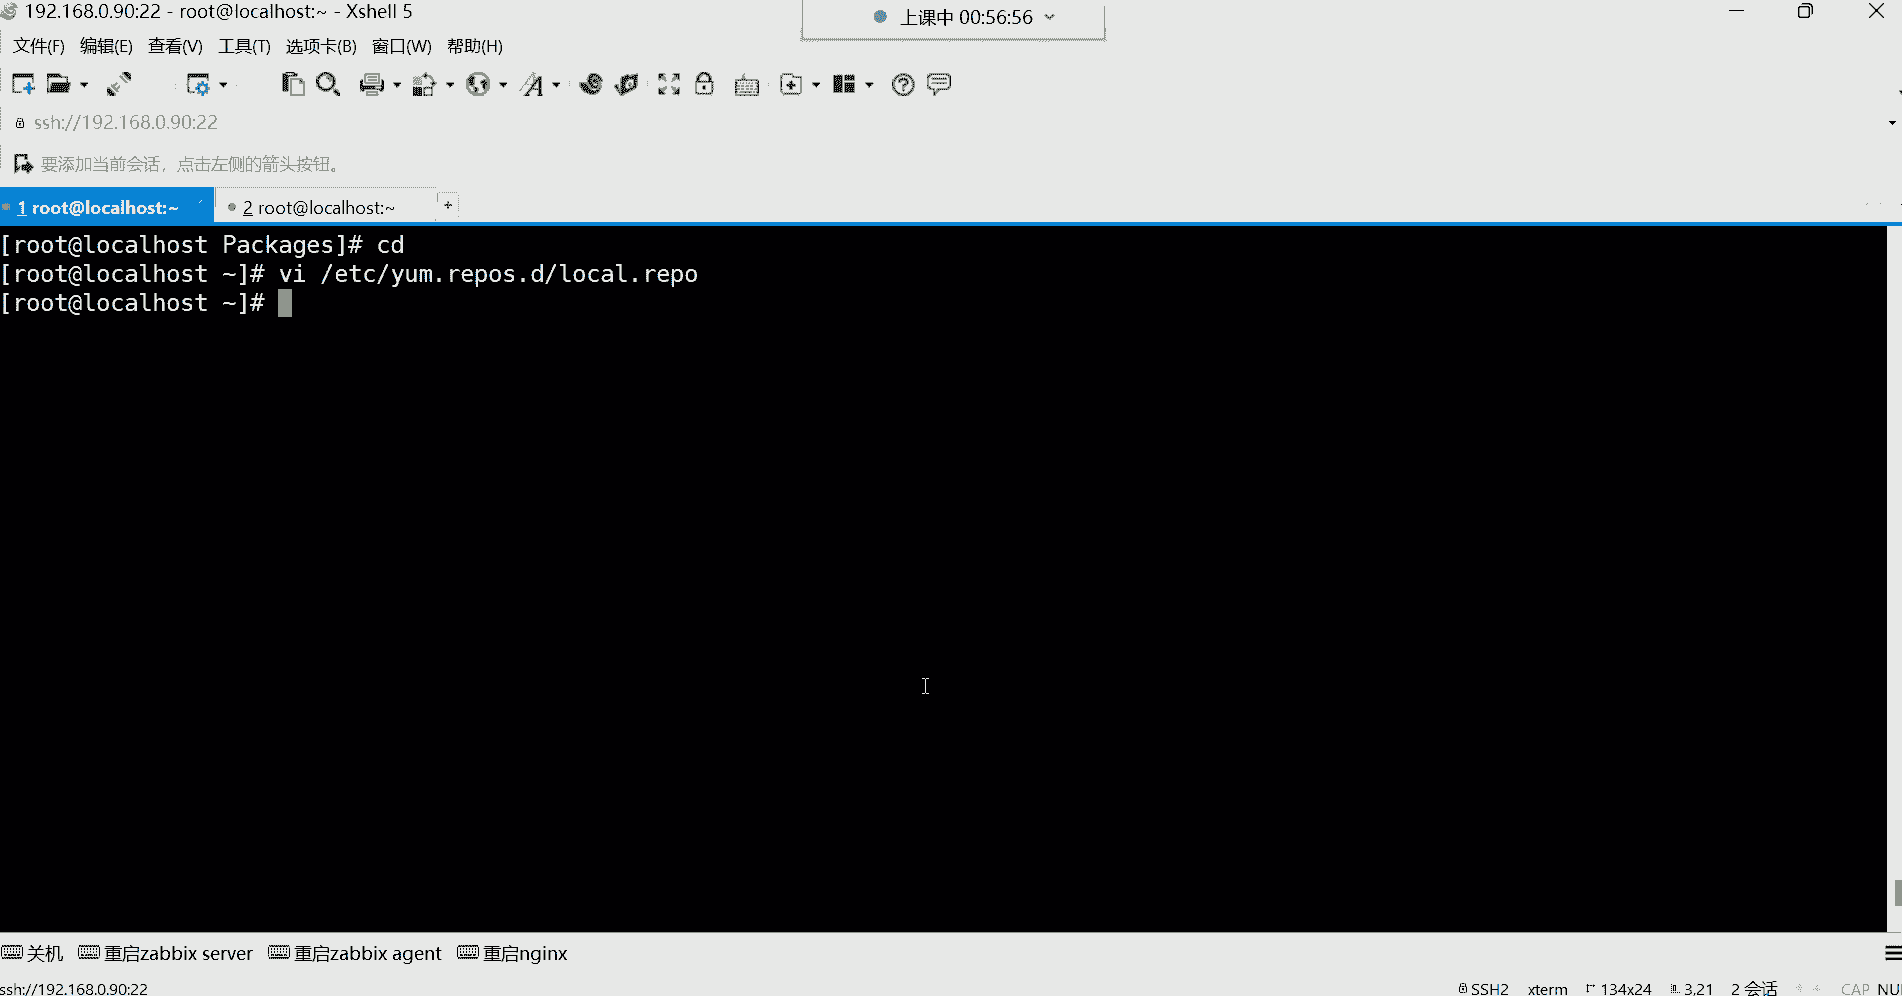 192.168.0.90:22 - root@localhost:~ - Xshell 5
上课中 00:56:56
文件(F) 编辑(E) 查看(V) 工具(T) 选项卡(B) 窗口(W) 帮助(H)
ssh://192.168.0.90:22
要添加当前会话，点击左侧的箭头按钮。
1 root@localhost:~ 2 root@localhost:~ +
[root@localhost Packages]# cd
[root@localhost ~]# vi /etc/yum.repos.d/local.repo
[root@localhost ~]#
关机 重启zabbix server 重启zabbix agent 重启nginx
ssh://192.168.0.90:22 SSH2 xterm 134x24 3,21 2 会话 CAP NU